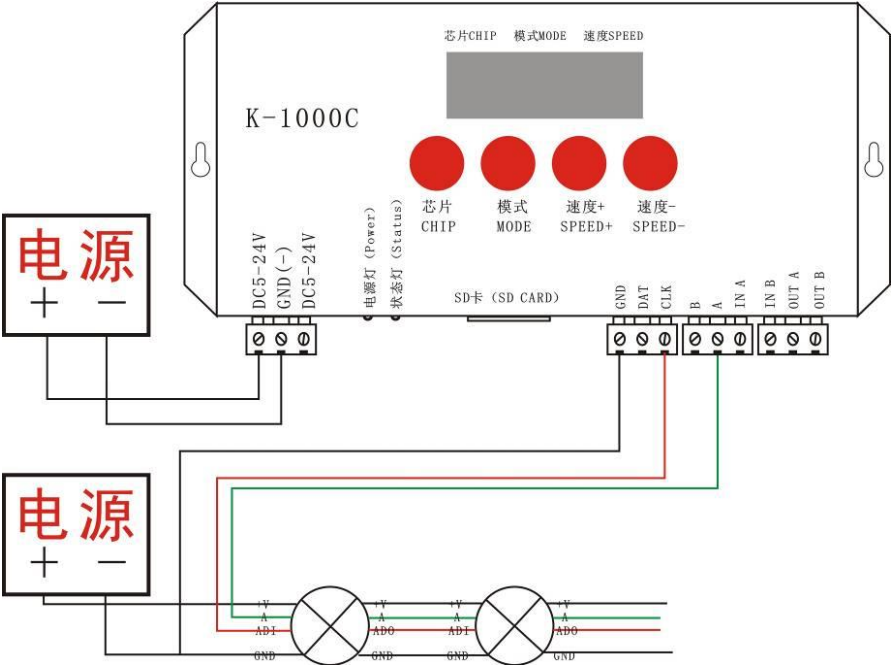 芯片CHIP 模式MODE 速度SPEED
K-1000C
芯片 模式 速度+ 速度-
CHIP MODE SPEED+ SPEED-
电源
+ −
DC5-24V
GND(-)
DC5-24V
电源灯 (Power)
状态灯 (Status)
SD卡 (SD CARD)
GND
DAT
CLK
B
A
IN A
IN B
OUT A
OUT B
电源
+ −
+V +V +V +V
A A A A
ADI ADO ADI ADO
GND GND GND GND